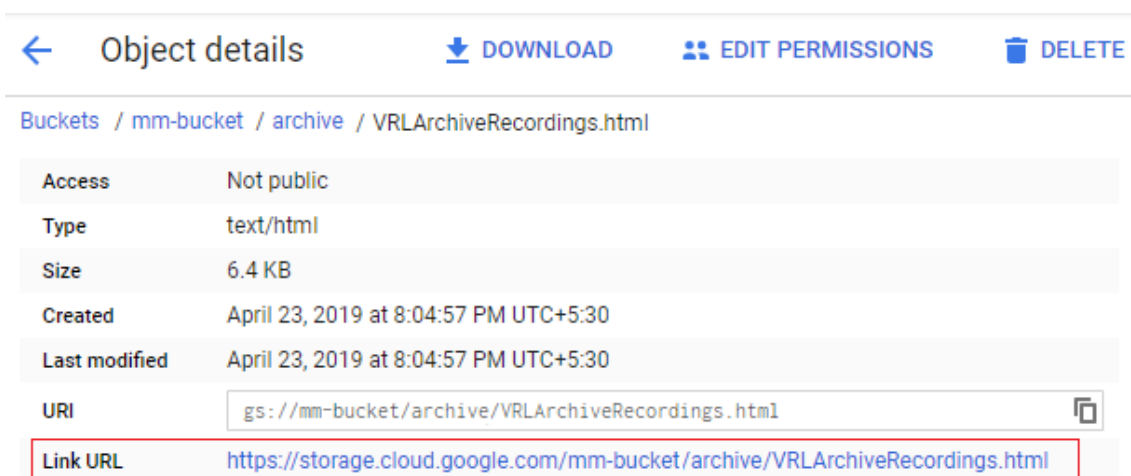 Object details DOWNLOAD EDIT PERMISSIONS DELETE
Buckets / mm-bucket / archive / VRLArchiveRecordings.html
Access Not public
Type text/html
Size 6.4 KB
Created April 23, 2019 at 8:04:57 PM UTC+5:30
Last modified April 23, 2019 at 8:04:57 PM UTC+5:30
URI gs://mm-bucket/archive/VRLArchiveRecordings.html
Link URL https://storage.cloud.google.com/mm-bucket/archive/VRLArchiveRecordings.html